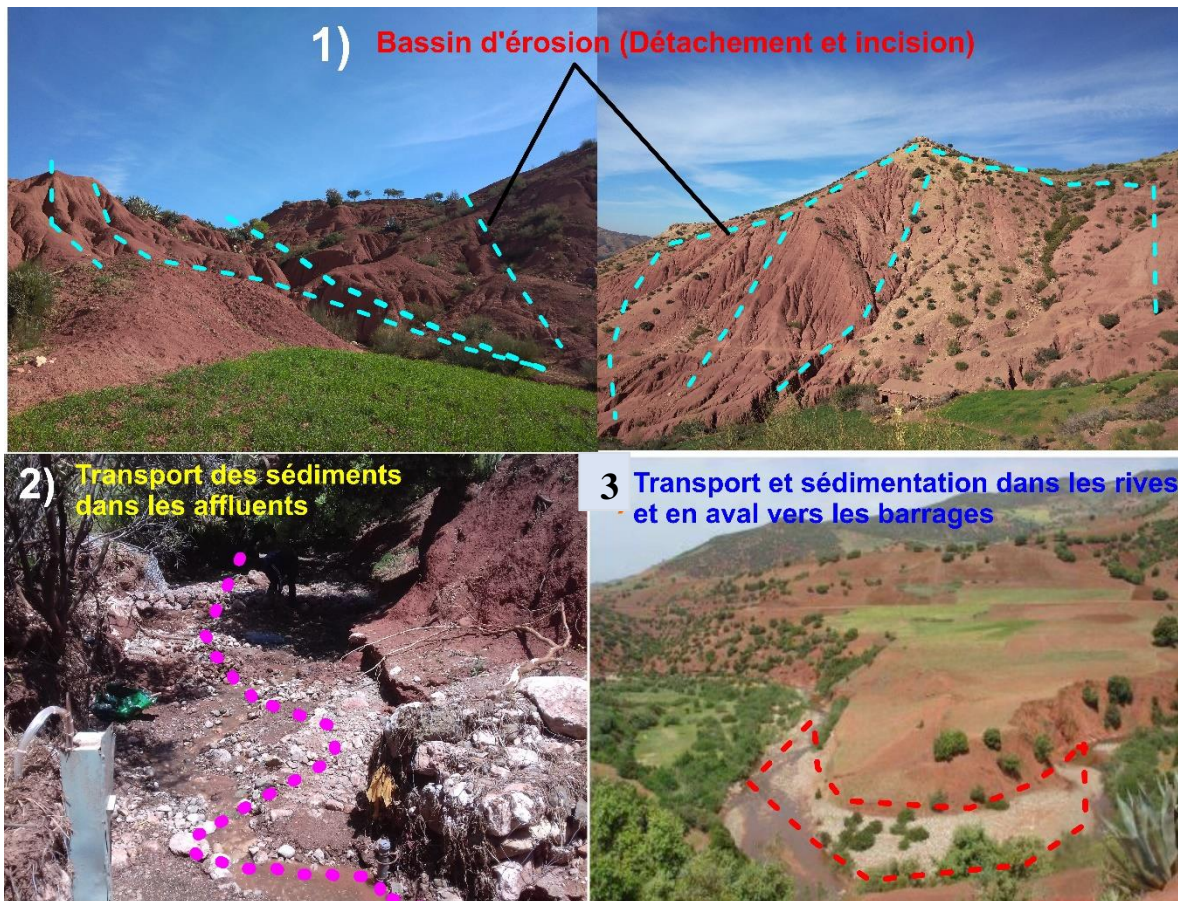 1) Bassin d'érosion (Détachement et incision)
2) Transport des sédiments
dans les affluents
3 Transport et sédimentation dans les rives
et en aval vers les barrages